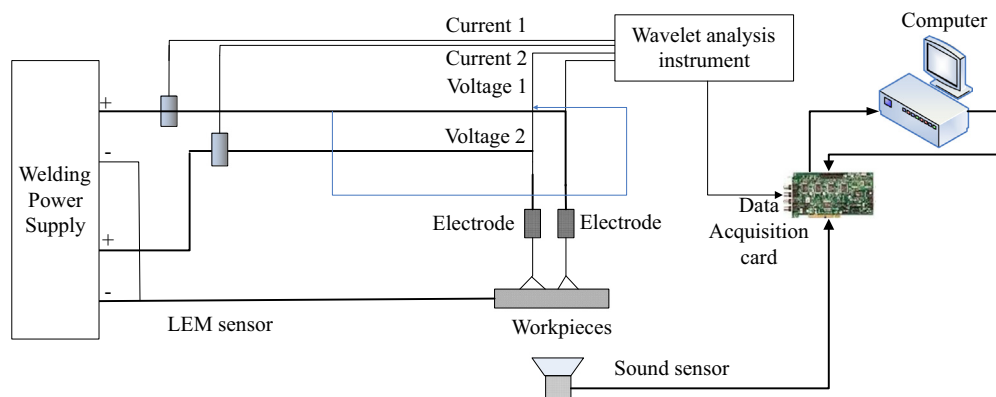 Current 1
Computer
Current 2
Wavelet analysis
instrument
Voltage 1
+
Voltage 2
-
Welding
Power
Supply
Data
Acquisition
card
Electrode
Electrode
+
-
LEM sensor
Workpieces
Sound sensor